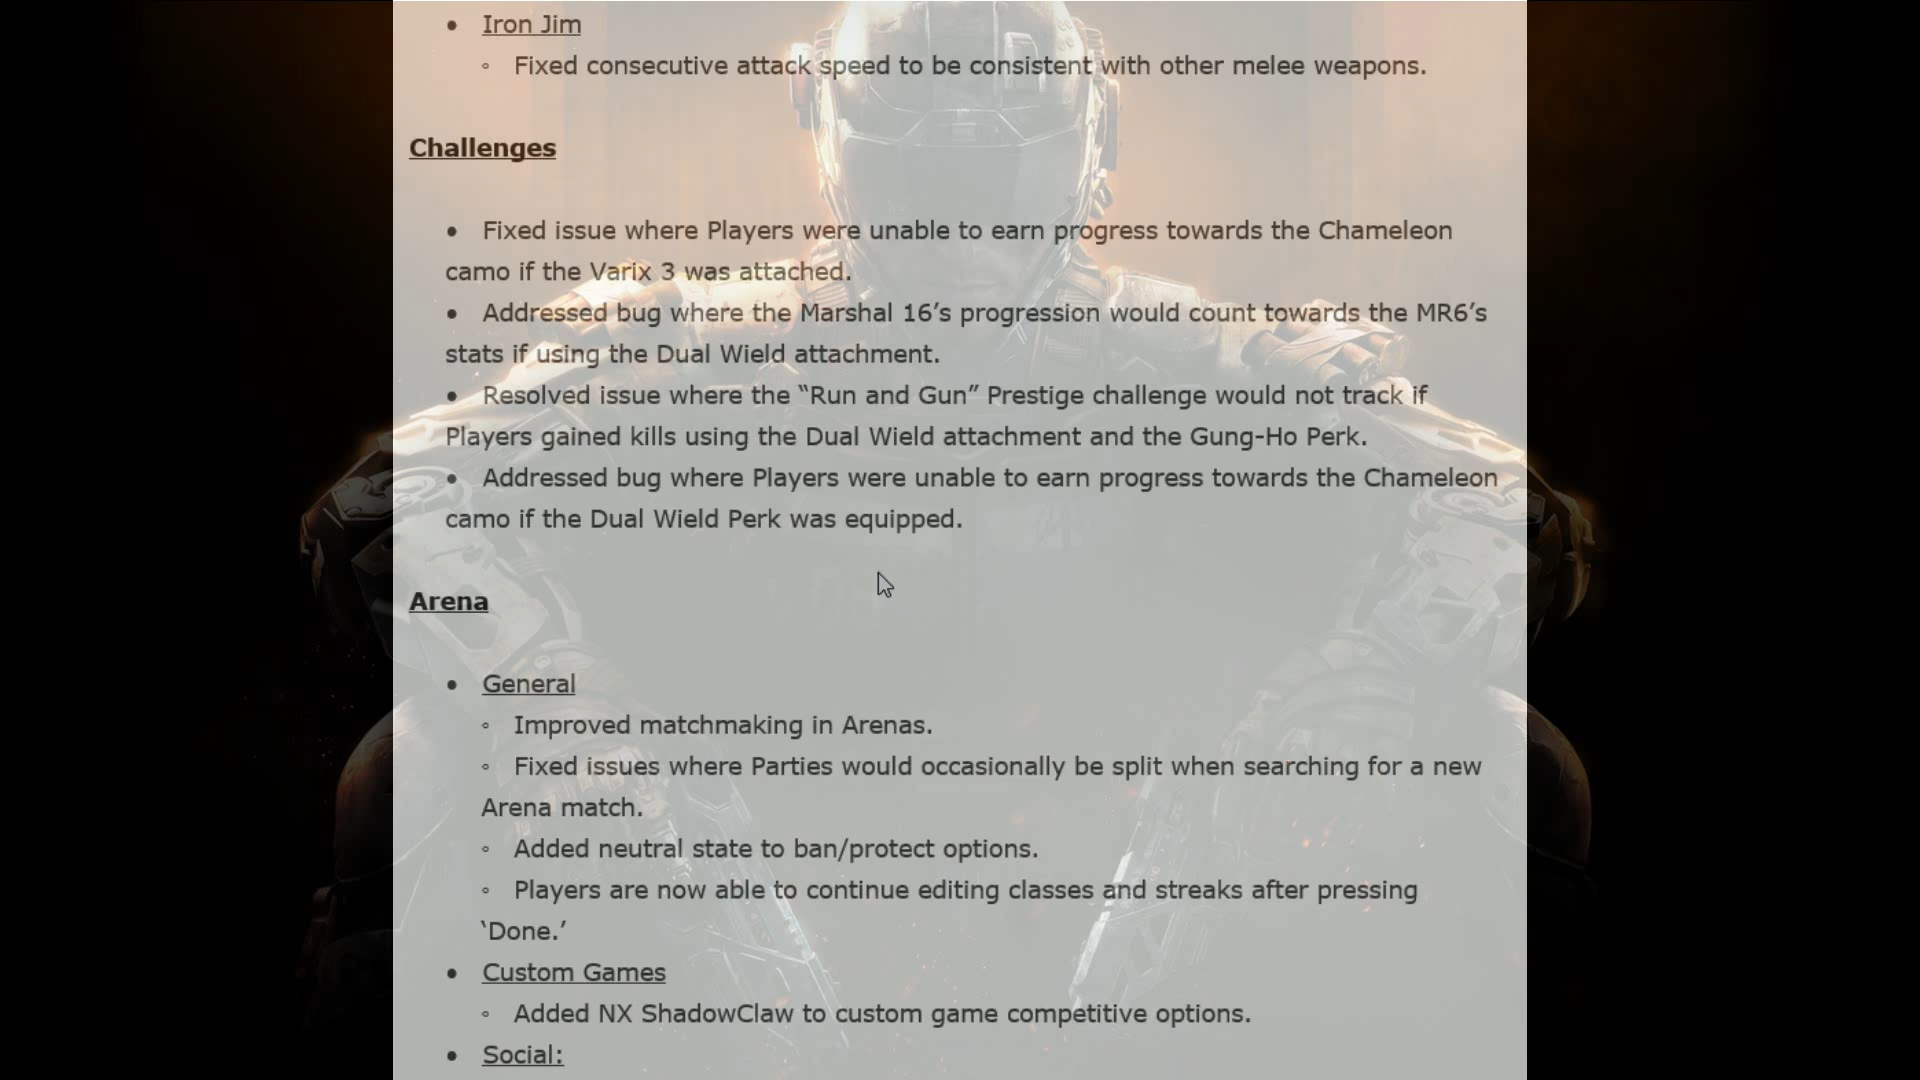 • Iron Jim
◦ Fixed consecutive attack speed to be consistent with other melee weapons.
Challenges
• Fixed issue where Players were unable to earn progress towards the Chameleon
camo if the Varix 3 was attached.
• Addressed bug where the Marshal 16’s progression would count towards the MR6’s
stats if using the Dual Wield attachment.
• Resolved issue where the “Run and Gun” Prestige challenge would not track if
Players gained kills using the Dual Wield attachment and the Gung-Ho Perk.
• Addressed bug where Players were unable to earn progress towards the Chameleon
camo if the Dual Wield Perk was equipped.
Arena
• General
◦ Improved matchmaking in Arenas.
◦ Fixed issues where Parties would occasionally be split when searching for a new
Arena match.
◦ Added neutral state to ban/protect options.
◦ Players are now able to continue editing classes and streaks after pressing
‘Done.’
• Custom Games
◦ Added NX ShadowClaw to custom game competitive options.
• Social: